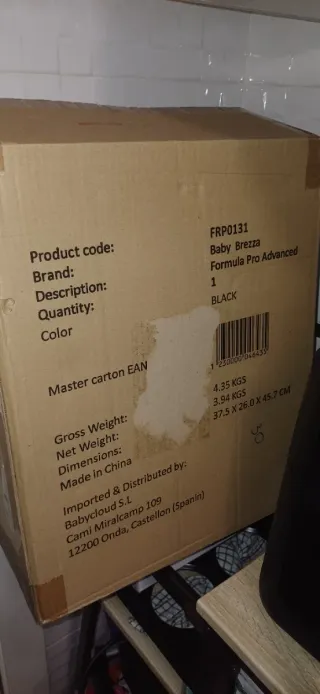 Product code: FRP0131
Brand: Baby Brezza
Description: Formula Pro Advanced
Quantity: 1
Color BLACK
Master carton EAN
Gross Weight: 4.35 KGS
Net Weight: 3.94 KGS
Dimensions: 37.5 X 26.0 X 45.7 CM
Made in China
Imported & Distributed by:
Babycloud S.L
Cami Miralcamp 109
12200 Onda, Castellon (Spanin)